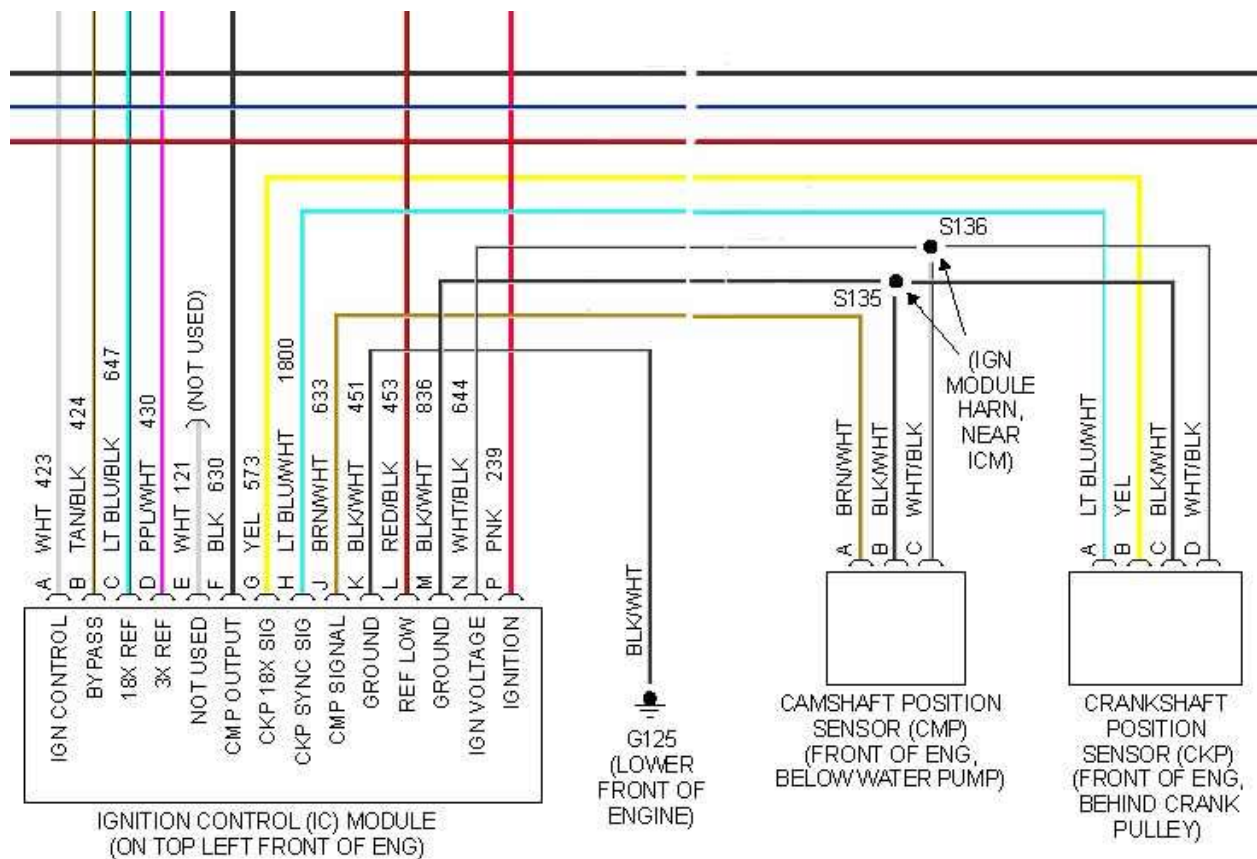 S136
S135
(NOT USED)
(IGN
MODULE
HARN,
NEAR
ICM)
A WHT 423
B TAN/BLK 424
C LT BLU/BLK 647
D PPL/WHT 430
E WHT 121
F BLK 630
G YEL 573
H LT BLU/WHT 1800
J BRN/WHT 633
K BLK/WHT 451
L RED/BLK 453
M BLK/WHT 836
N WHT/BLK 644
P PNK 239
IGN CONTROL
BYPASS
18X REF
3X REF
NOT USED
CMP OUTPUT
CKP 18X SIG
CKP SYNC SIG
CMP SIGNAL
GROUND
REF LOW
GROUND
IGN VOLTAGE
IGNITION
IGNITION CONTROL (IC) MODULE
(ON TOP LEFT FRONT OF ENG)
BLK/WHT
G125
(LOWER
FRONT OF
ENGINE)
A BRN/WHT
B BLK/WHT
C WHT/BLK
CAMSHAFT POSITION
SENSOR (CMP)
(FRONT OF ENG,
BELOW WATER PUMP)
A LT BLU/WHT
B YEL
C BLK/WHT
D WHT/BLK
CRANKSHAFT
POSITION
SENSOR (CKP)
(FRONT OF ENG,
BEHIND CRANK
PULLEY)